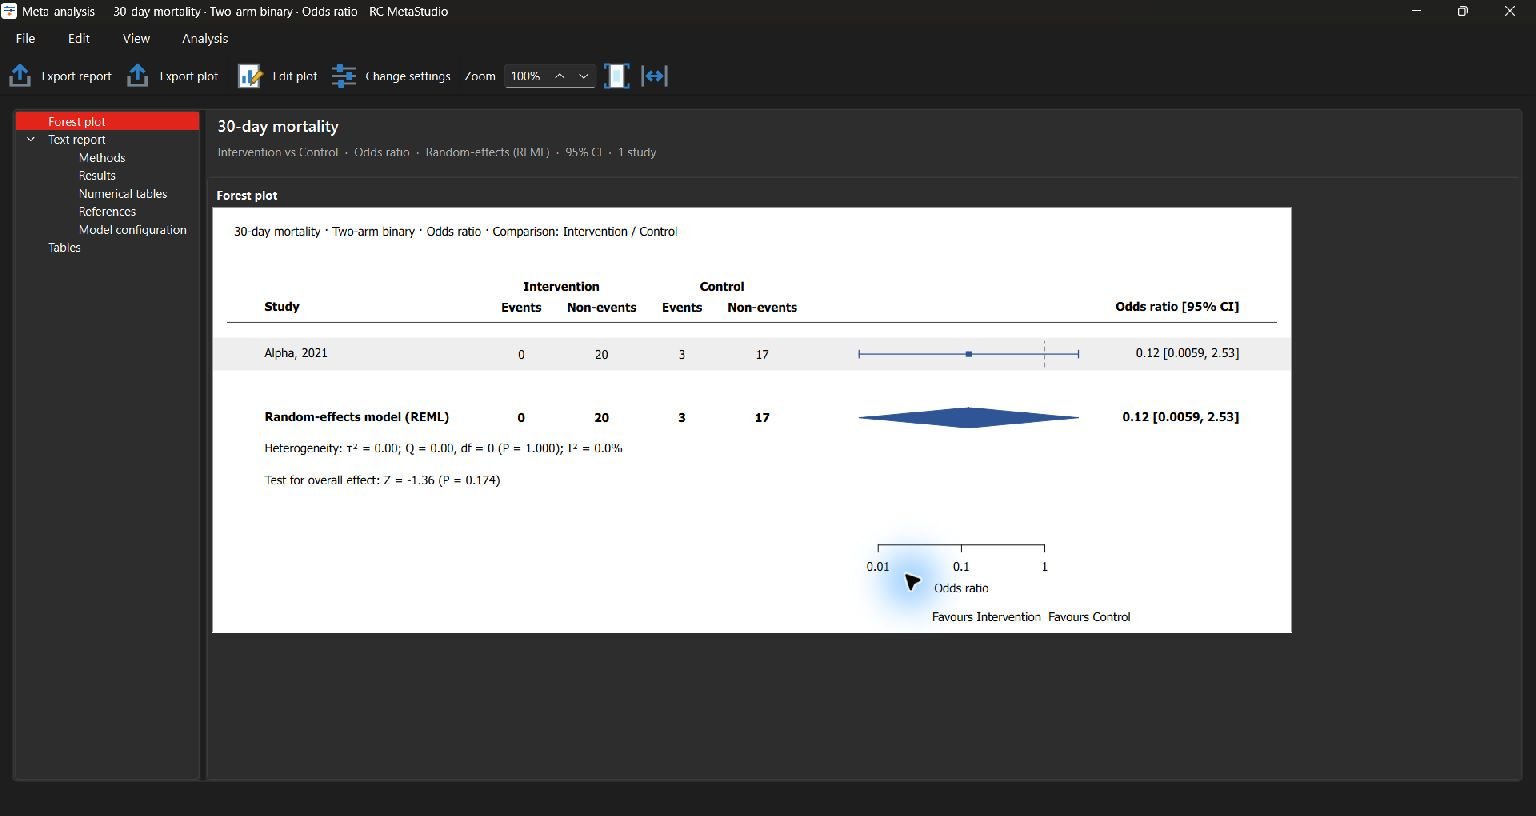 Meta-analysis  30-day mortality · Two-arm binary · Odds ratio  RC MetaStudio
File Edit View Analysis
Export report Export plot Edit plot Change settings Zoom 100%
Forest plot
Text report
Methods
Results
Numerical tables
References
Model configuration
Tables
30-day mortality
Intervention vs Control · Odds ratio · Random-effects (REML) · 95% CI · 1 study
Forest plot
30-day mortality · Two-arm binary · Odds ratio · Comparison: Intervention / Control
Intervention Control
Study Events Non-events Events Non-events Odds ratio [95% CI]
Alpha, 2021 0 20 3 17 0.12 [0.0059, 2.53]
Random-effects model (REML) 0 20 3 17 0.12 [0.0059, 2.53]
Heterogeneity: τ² = 0.00; Q = 0.00, df = 0 (P = 1.000); I² = 0.0%
Test for overall effect: Z = -1.36 (P = 0.174)
0.01 0.1 1
Odds ratio
Favours Intervention Favours Control